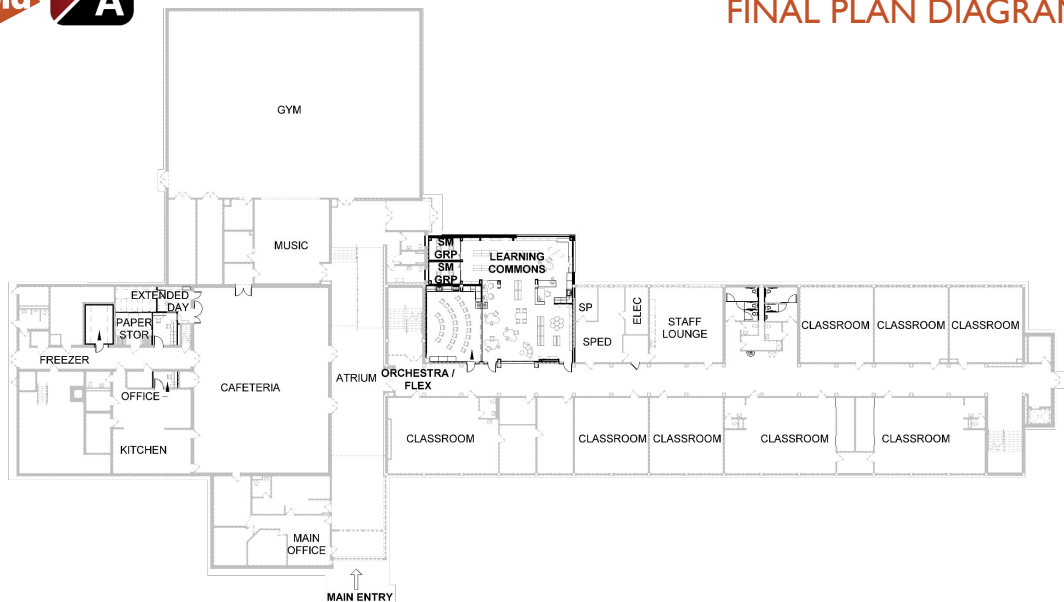 A
FINAL PLAN DIAGRAM
GYM
MUSIC
SM
GRP
SM
GRP
LEARNING
COMMONS
EXTENDED
DAY
PAPER
STOR
FREEZER
OFFICE
KITCHEN
CAFETERIA
ATRIUM
ORCHESTRA /
FLEX
SP
SPED
ELEC
STAFF
LOUNGE
CLASSROOM
CLASSROOM
CLASSROOM
CLASSROOM
CLASSROOM
CLASSROOM
CLASSROOM
CLASSROOM
MAIN
OFFICE
MAIN ENTRY